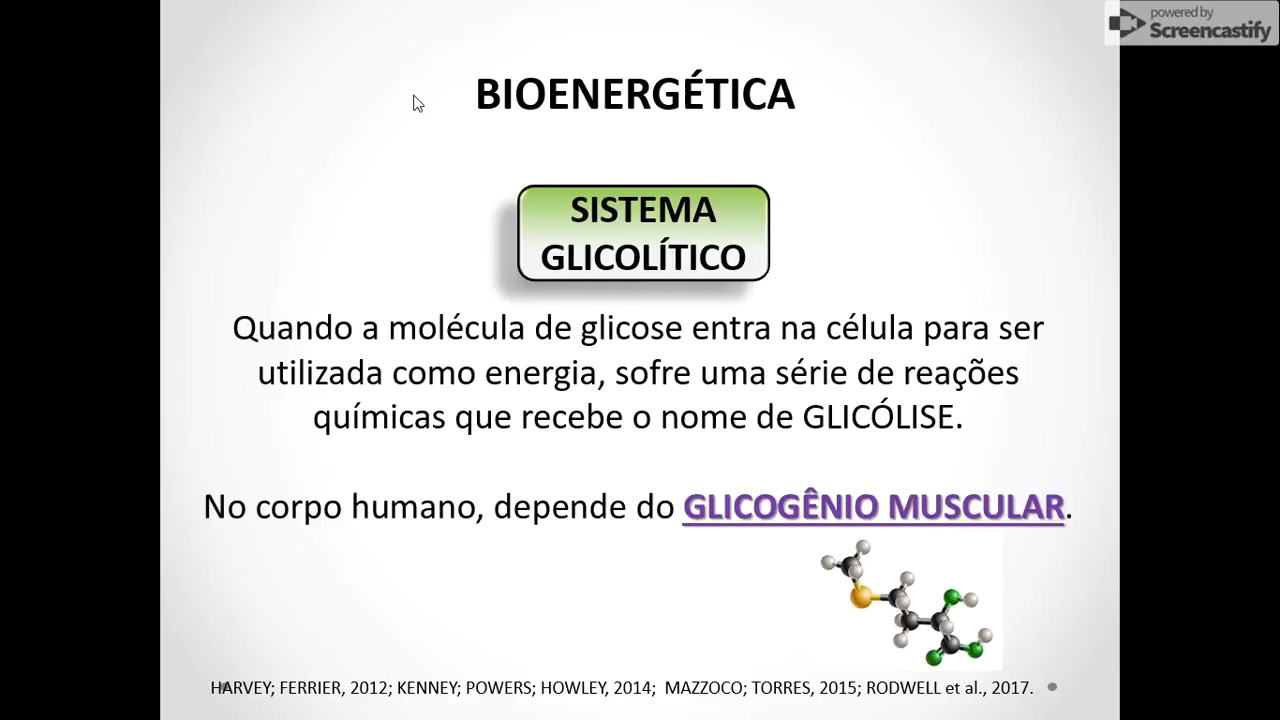 powered by
Screencastify
BIOENERGÉTICA
SISTEMA
GLICOLÍTICO
Quando a molécula de glicose entra na célula para ser
utilizada como energia, sofre uma série de reações
químicas que recebe o nome de GLICÓLISE.
No corpo humano, depende do GLICOGÊNIO MUSCULAR.
HARVEY; FERRIER, 2012; KENNEY; POWERS; HOWLEY, 2014; MAZZOCO; TORRES, 2015; RODWELL et al., 2017.